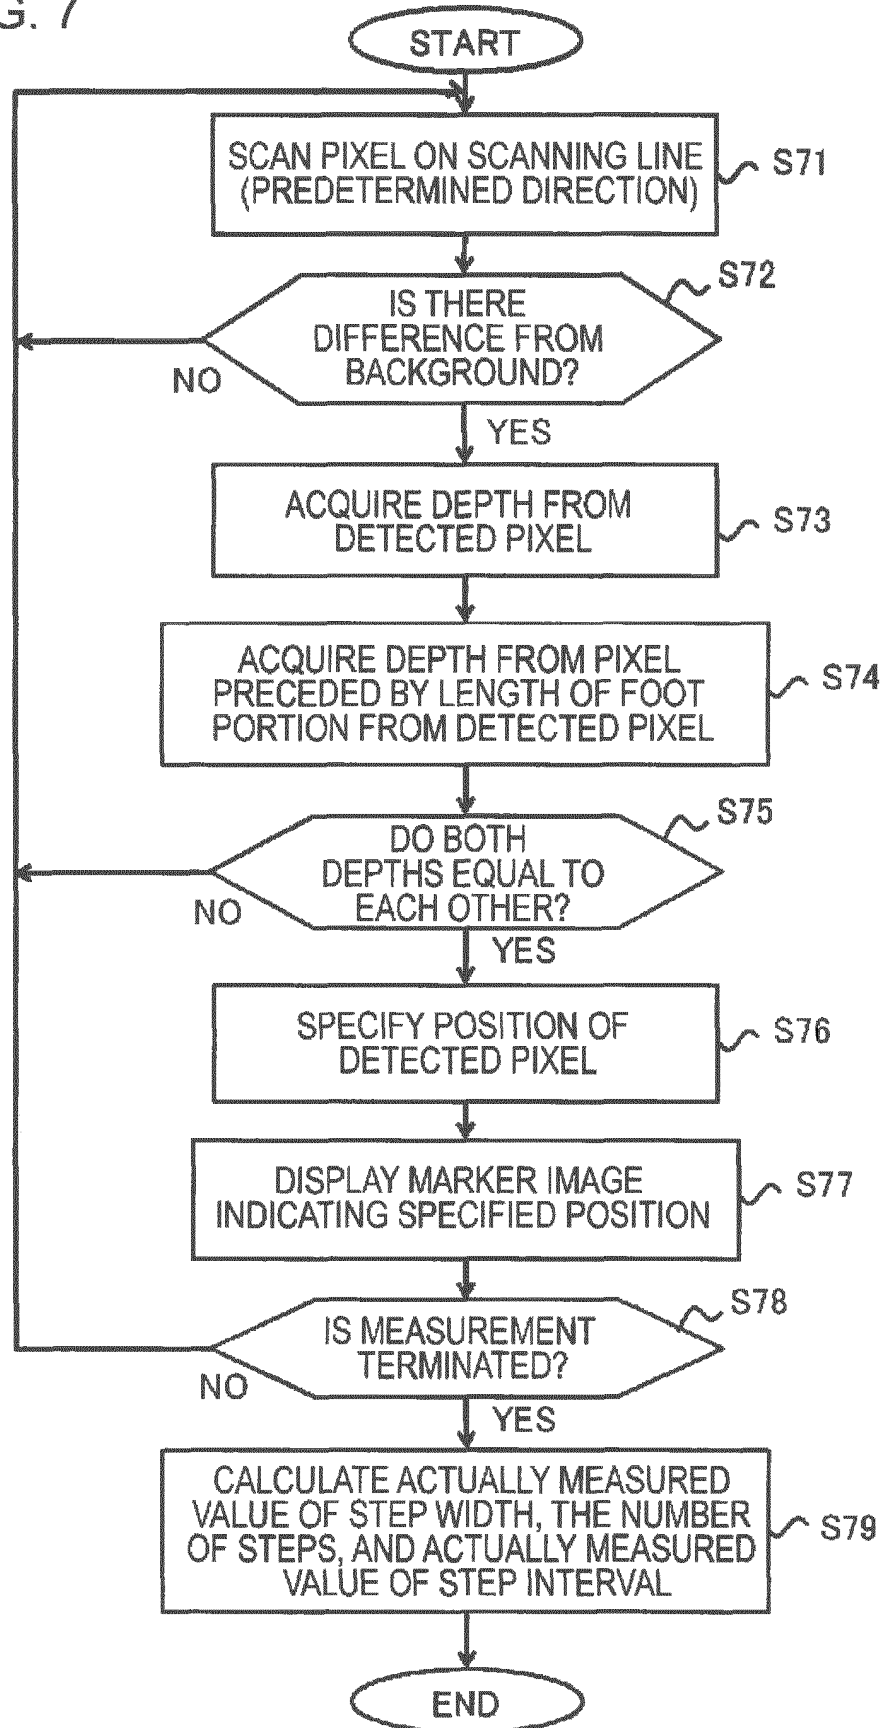 G. 7
START
SCAN PIXEL ON SCANNING LINE
(PREDETERMINED DIRECTION)
S71
S72
IS THERE
DIFFERENCE FROM
BACKGROUND?
NO
YES
ACQUIRE DEPTH FROM
DETECTED PIXEL
S73
ACQUIRE DEPTH FROM PIXEL
PRECEDED BY LENGTH OF FOOT
PORTION FROM DETECTED PIXEL
S74
S75
DO BOTH
DEPTHS EQUAL TO
EACH OTHER?
NO
YES
SPECIFY POSITION OF
DETECTED PIXEL
S76
DISPLAY MARKER IMAGE
INDICATING SPECIFIED POSITION
S77
S78
IS MEASUREMENT
TERMINATED?
NO
YES
CALCULATE ACTUALLY MEASURED
VALUE OF STEP WIDTH, THE NUMBER
OF STEPS, AND ACTUALLY MEASURED
VALUE OF STEP INTERVAL
S79
END